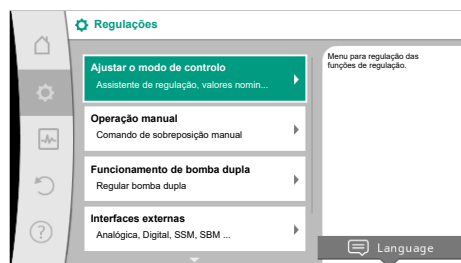 Regulações
Ajustar o modo de controlo
Assistente de regulação, valores nomin...
Operação manual
Comando de sobreposição manual
Funcionamento de bomba dupla
Regular bomba dupla
Interfaces externas
Analógica, Digital, SSM, SBM ...
Menu para regulação das
funções de regulação.
Language